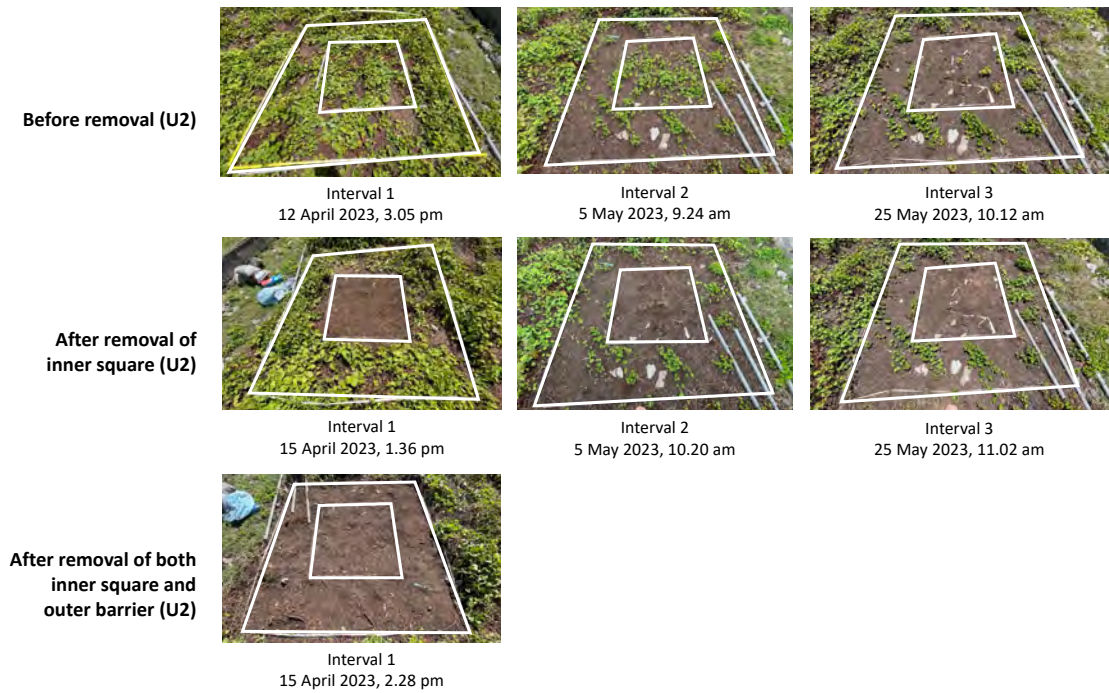 Before removal (U2)
Interval 1
12 April 2023, 3.05 pm
Interval 2
5 May 2023, 9.24 am
Interval 3
25 May 2023, 10.12 am
After removal of
inner square (U2)
Interval 1
15 April 2023, 1.36 pm
Interval 2
5 May 2023, 10.20 am
Interval 3
25 May 2023, 11.02 am
After removal of both
inner square and
outer barrier (U2)
Interval 1
15 April 2023, 2.28 pm